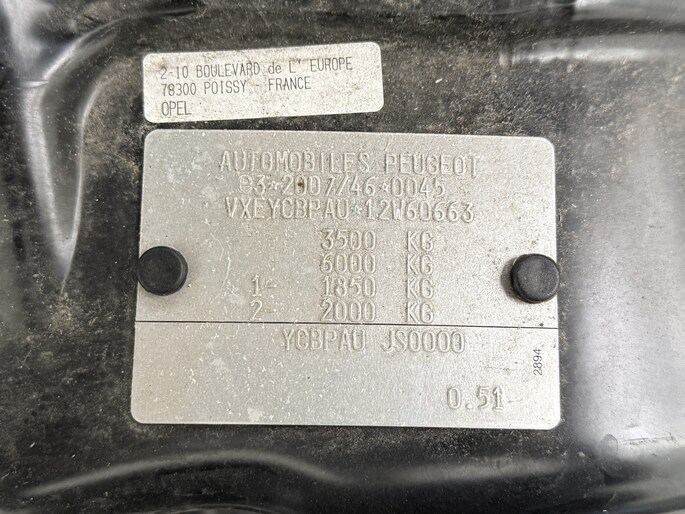 2-10 BOULEVARD de L' EUROPE
78300 POISSY - FRANCE
OPEL
AUTOMOBILES PEUGEOT
*2007/46*0045
VXEYCBPAU*12W60663
3500 KG
6000 KG
1- 1850 KG
2- 2000 KG
YCBPAU JS0000
2894
0.51